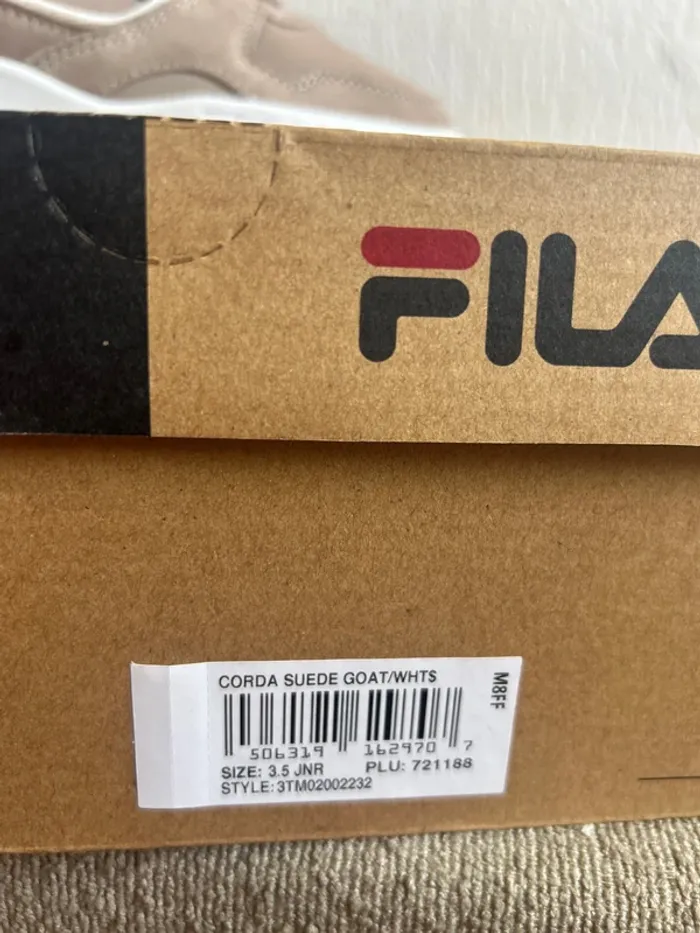 FILA
CORDA SUEDE GOAT/WHT$
M8FF
506319 162970 7
SIZE: 3.5 JNR PLU: 721188
STYLE:3TM02002232